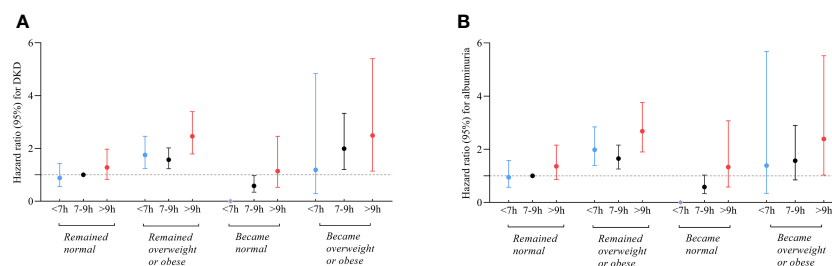 A
Hazard ratio (95%) for DKD
6
4
2
1
0
<7h 7-9h >9h <7h 7-9h >9h <7h 7-9h >9h <7h 7-9h >9h
Remained normal
Remained overweight or obese
Became normal
Became overweight or obese
B
Hazard ratio (95%) for albuminuria
6
4
2
1
0
<7h 7-9h >9h <7h 7-9h >9h <7h 7-9h >9h <7h 7-9h >9h
Remained normal
Remained overweight or obese
Became normal
Became overweight or obese